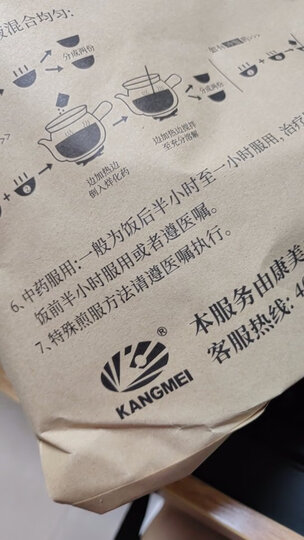 液混合均匀:
分成两份
如有
分成两份
边加热边
倒入烊化药
边加热边搅拌
至充分溶解
6、中药服用:一般为饭后半小时至一小时服用,治疗
饭前半小时服用或者遵医嘱。
7、特殊煎服方法请遵医嘱执行。
本服务由康美
客服热线:4
®
KANGMEI